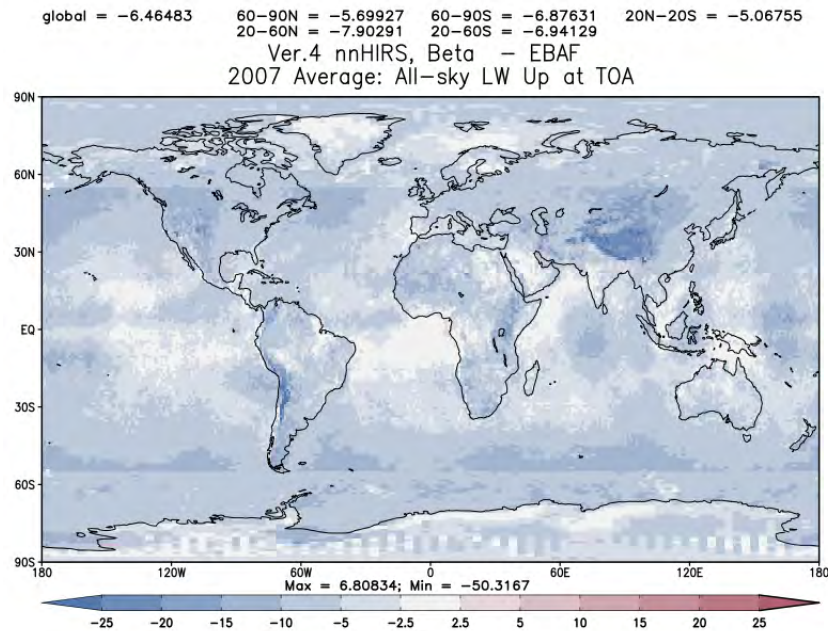 global = -6.46483 60-90N = -5.69927 60-90S = -6.87631 20N-20S = -5.06755
20-60N = -7.90291 20-60S = -6.94129
Ver.4 nnHIRS, Beta - EBAF
2007 Average: All-sky LW Up at TOA
90N
60N
30N
EQ
30S
60S
90S
180 120W 60W 0 60E 120E 180
Max = 6.80834; Min = -50.3167
-25 -20 -15 -10 -5 -2.5 2.5 5 10 15 20 25